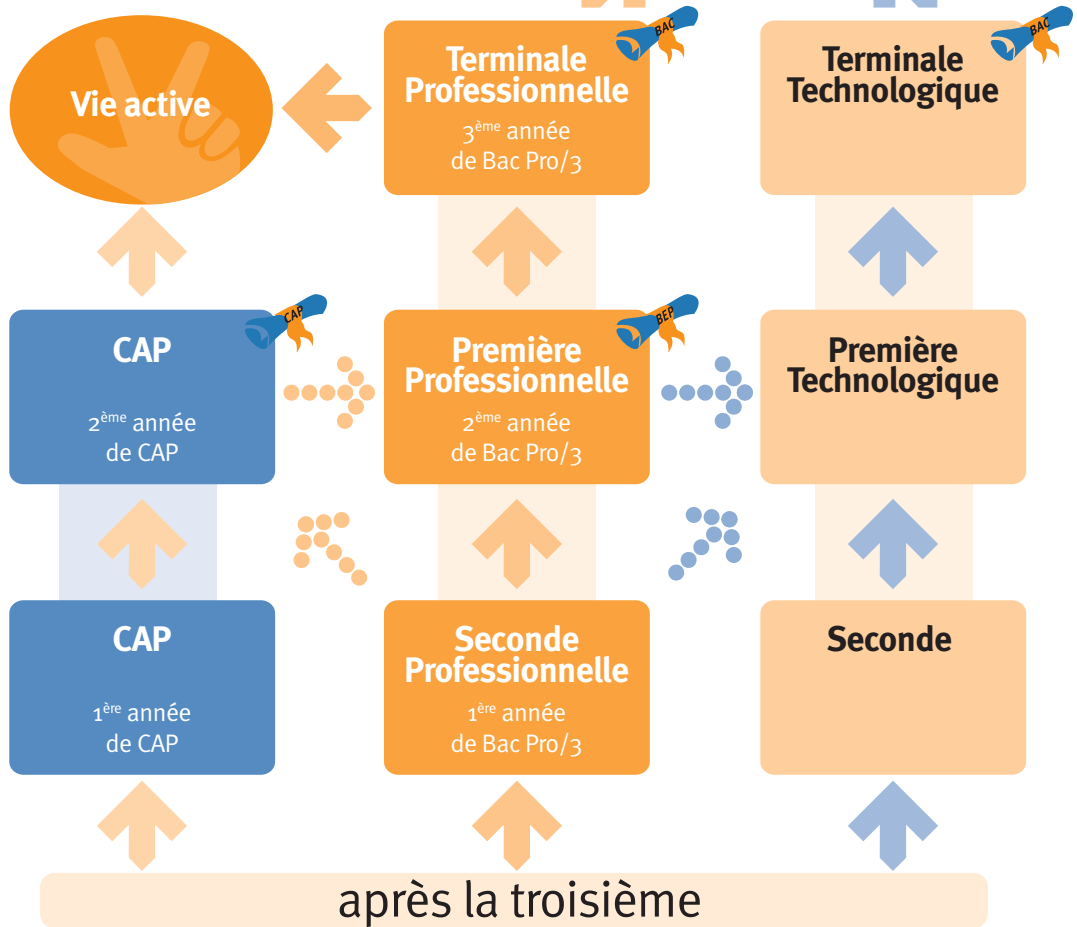 Vie active
Terminale
Professionnelle
3ème année
de Bac Pro/3
BAC
Terminale
Technologique
BAC
CAP
2ème année
de CAP
CAP
Première
Professionnelle
2ème année
de Bac Pro/3
BEP
Première
Technologique
CAP
1ère année
de CAP
Seconde
Professionnelle
1ère année
de Bac Pro/3
Seconde
après la troisième